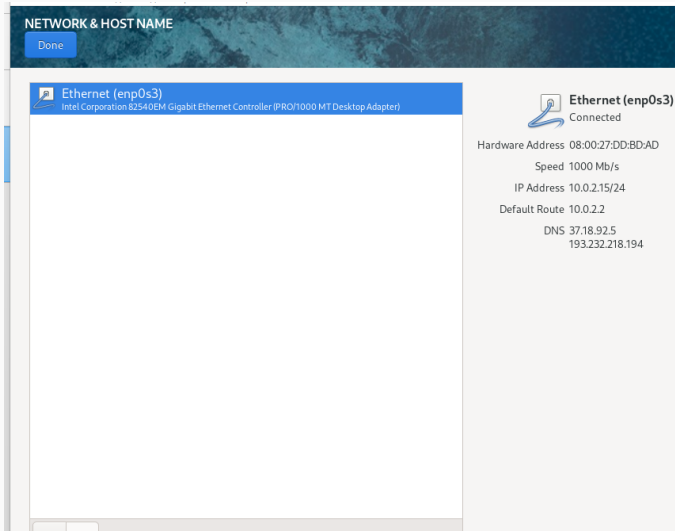 NETWORK & HOST NAME
Done
Ethernet (enp0s3)
Intel Corporation 82540EM Gigabit Ethernet Controller (PRO/1000 MT Desktop Adapter)
Ethernet (enp0s3)
Connected
Hardware Address 08:00:27:DD:BD:AD
Speed 1000 Mb/s
IP Address 10.0.2.15/24
Default Route 10.0.2.2
DNS 37.18.92.5
193.232.218.194